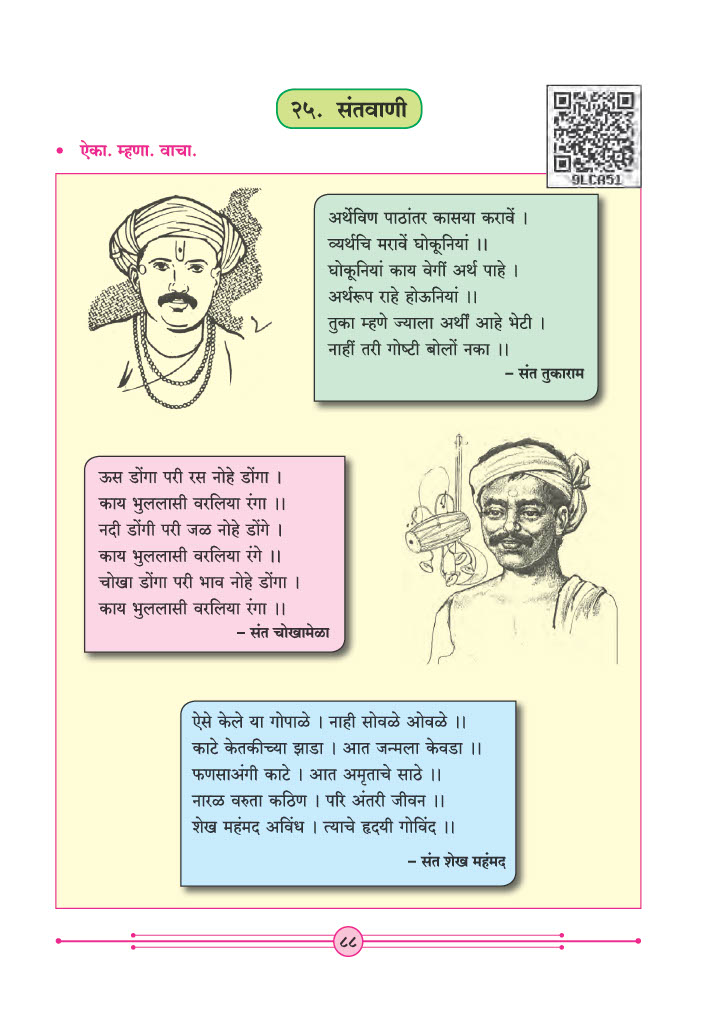 २५. संतवाणी
9LCA51
• ऐका. म्हणा. वाचा.
अर्थेविण पाठांतर कासया करावें ।
व्यर्थचि मरावें घोकूनियां ।।
घोकूनियां काय वेगीं अर्थ पाहे ।
अर्थरूप राहे होऊनियां ।।
तुका म्हणे ज्याला अर्थीं आहे भेटी ।
नाहीं तरी गोष्टी बोलों नका ।।
– संत तुकाराम
ऊस डोंगा परी रस नोहे डोंगा ।
काय भुललासी वरलिया रंगा ।।
नदी डोंगी परी जळ नोहे डोंगे ।
काय भुललासी वरलिया रंगे ।।
चोखा डोंगा परी भाव नोहे डोंगा ।
काय भुललासी वरलिया रंगा ।।
– संत चोखामेळा
ऐसे केले या गोपाळे । नाही सोवळे ओवळे ।।
काटे केतकीच्या झाडा । आत जन्मला केवडा ।।
फणसाअंगी काटे । आत अमृताचे साठे ।।
नारळ वरुता कठिण । परि अंतरी जीवन ।।
शेख महंमद अविंध । त्याचे हृदयी गोविंद ।।
– संत शेख महंमद
८८